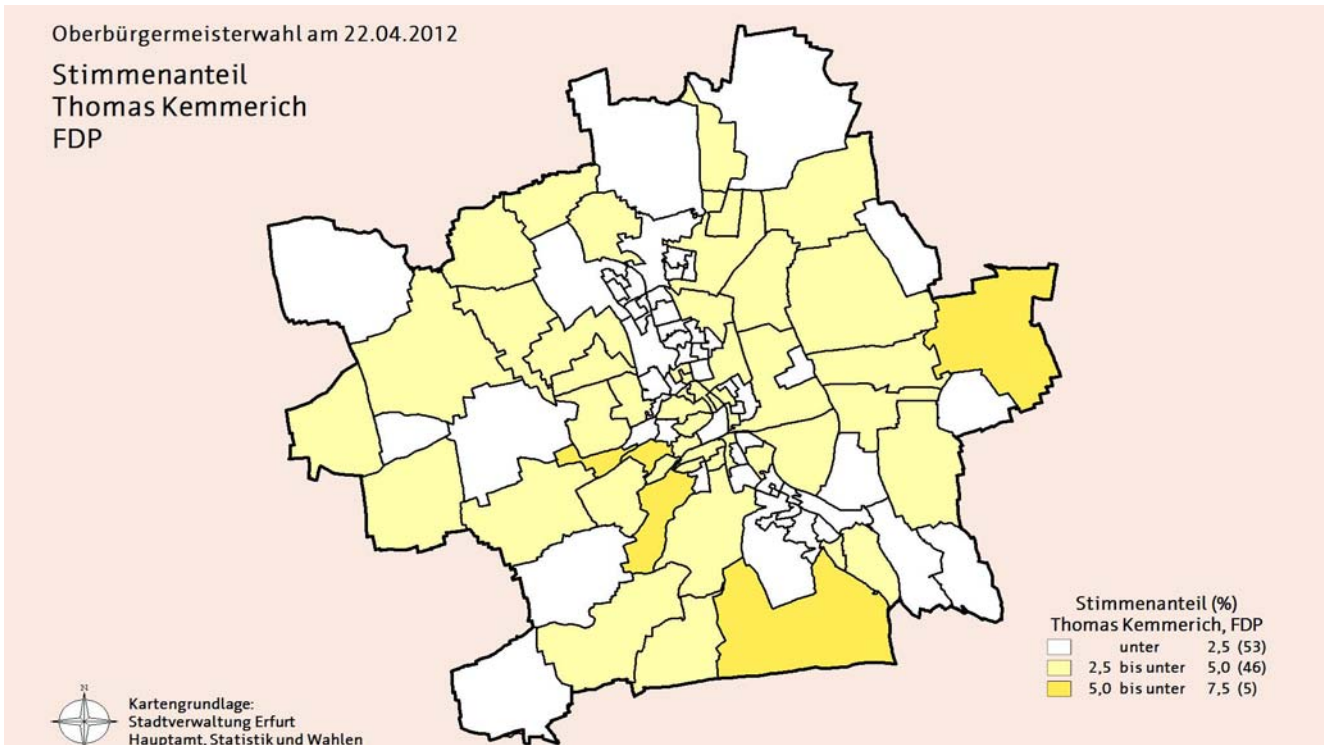 Oberbürgermeisterwahl am 22.04.2012
Stimmenanteil
Thomas Kemmerich
FDP
Stimmenanteil (%)
Thomas Kemmerich, FDP
unter 2,5 (53)
2,5 bis unter 5,0 (46)
5,0 bis unter 7,5 (5)
N
Kartengrundlage:
Stadtverwaltung Erfurt
Hauptamt, Statistik und Wahlen